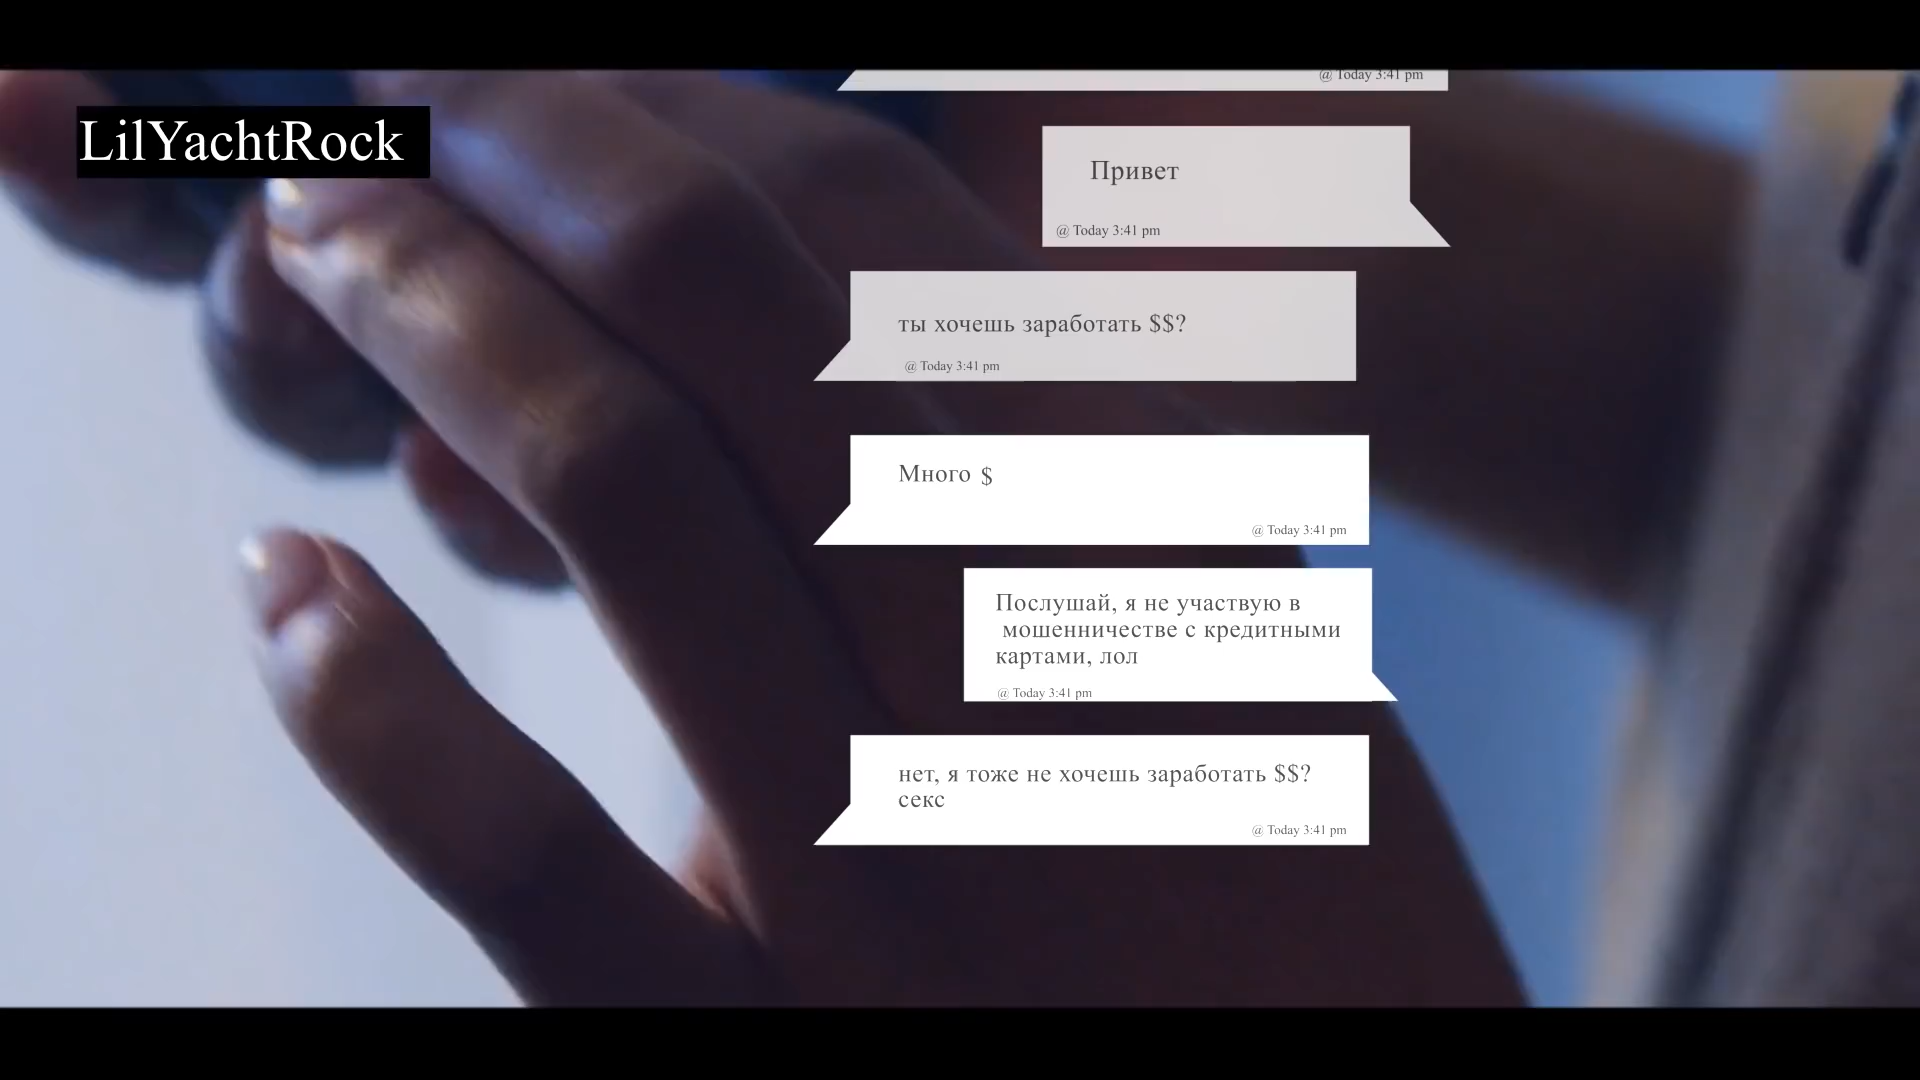 @ Today 3:41 pm
LilYachtRock
Привет
@ Today 3:41 pm
ты хочешь заработать $$?
@ Today 3:41 pm
Много $
@ Today 3:41 pm
Послушай, я не участвую в
мошенничестве с кредитными
картами, лол
@ Today 3:41 pm
нет, я тоже не хочешь заработать $$?
секс
@ Today 3:41 pm